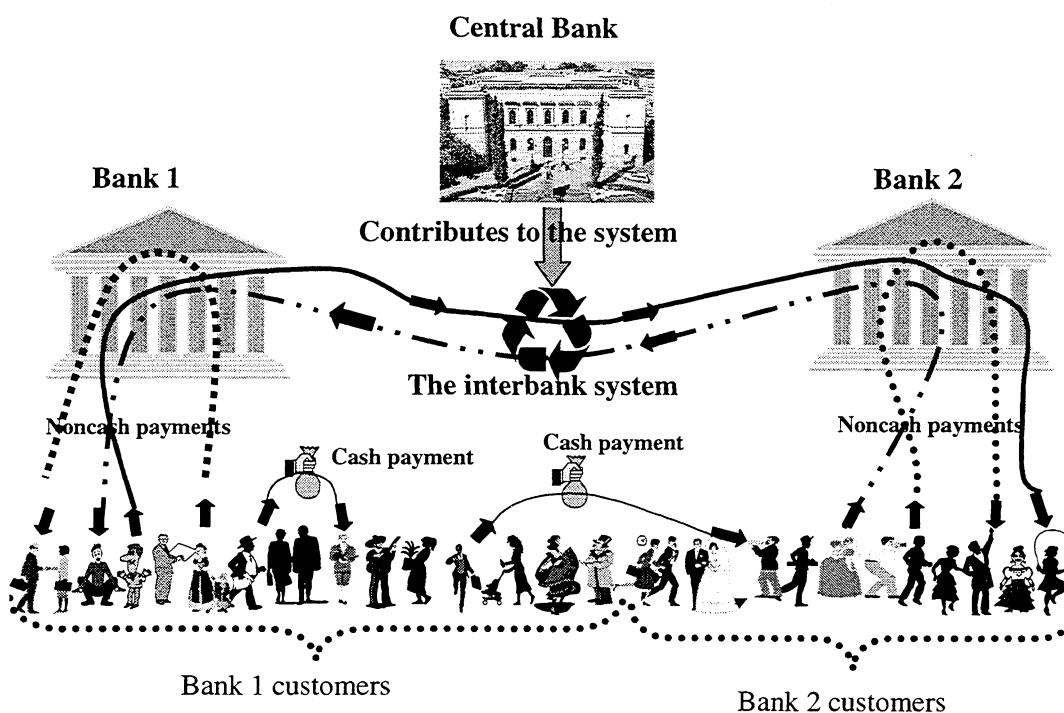 Central Bank
Bank 1
Bank 2
Contributes to the system
The interbank system
Noncash payments
Noncash payments
Cash payment
Cash payment
Bank 1 customers
Bank 2 customers